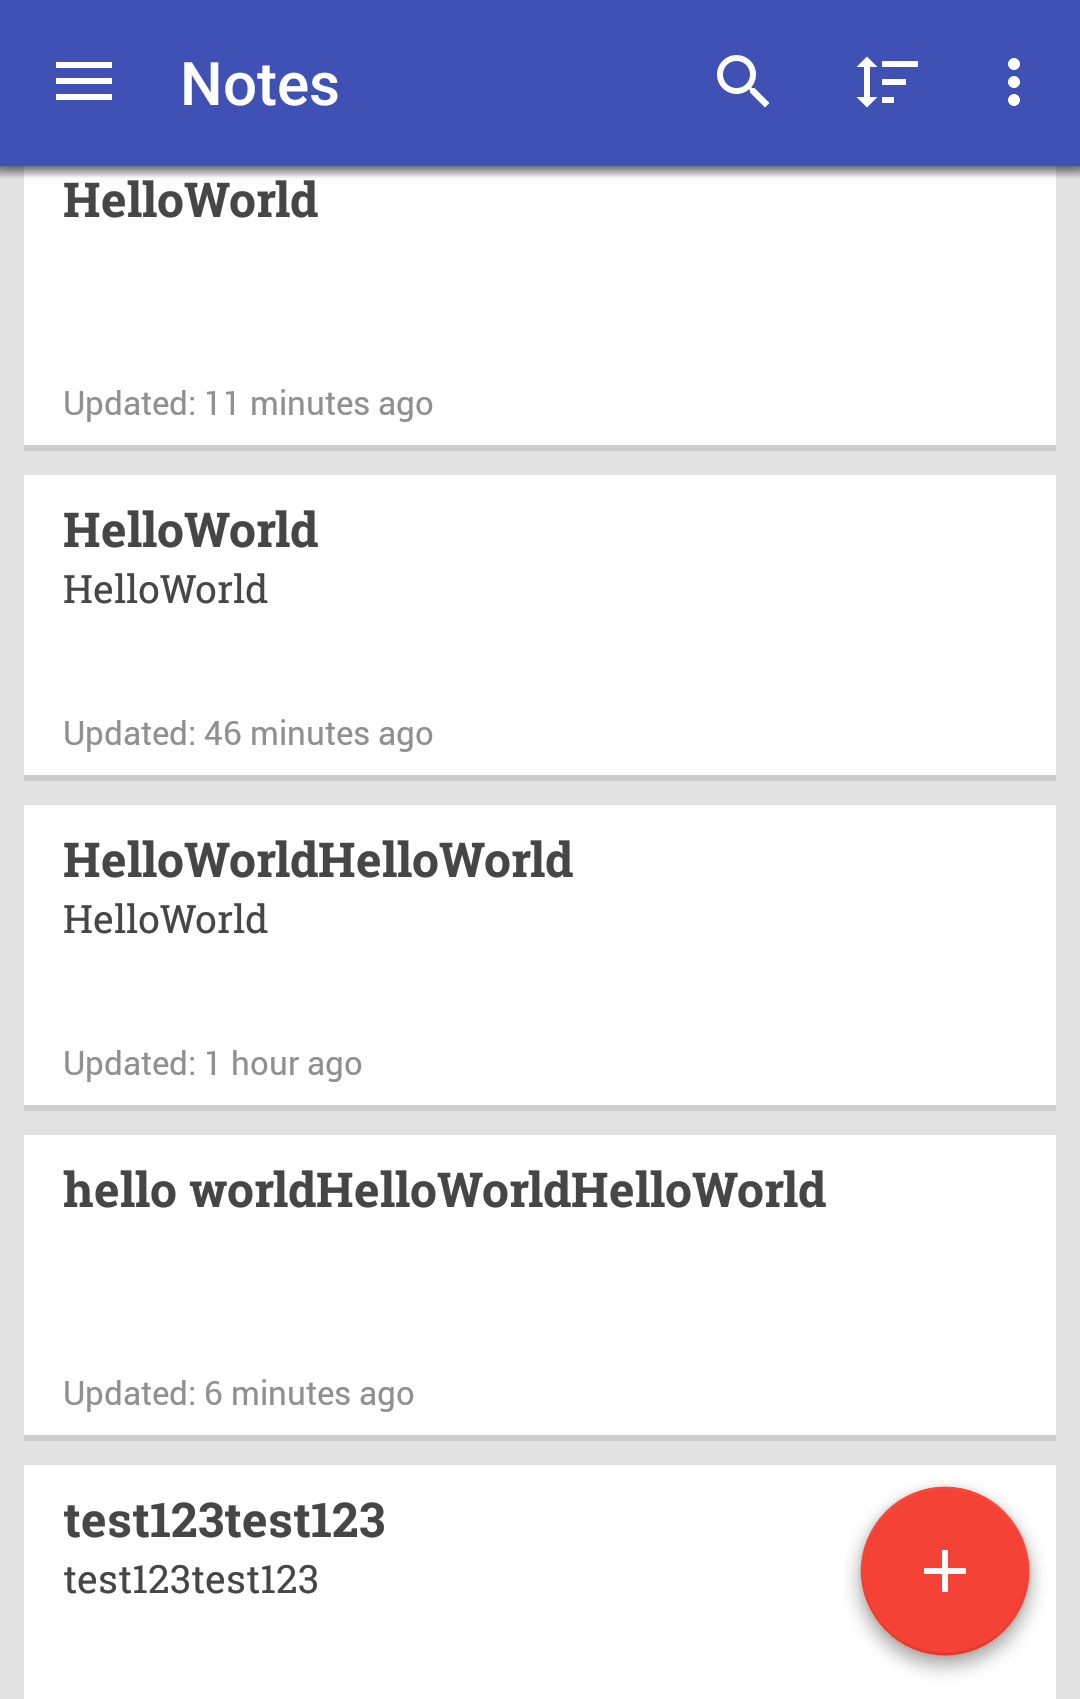 Notes
HelloWorld
Updated: 11 minutes ago
HelloWorld
HelloWorld
Updated: 46 minutes ago
HelloWorldHelloWorld
HelloWorld
Updated: 1 hour ago
hello worldHelloWorldHelloWorld
Updated: 6 minutes ago
test123test123
test123test123